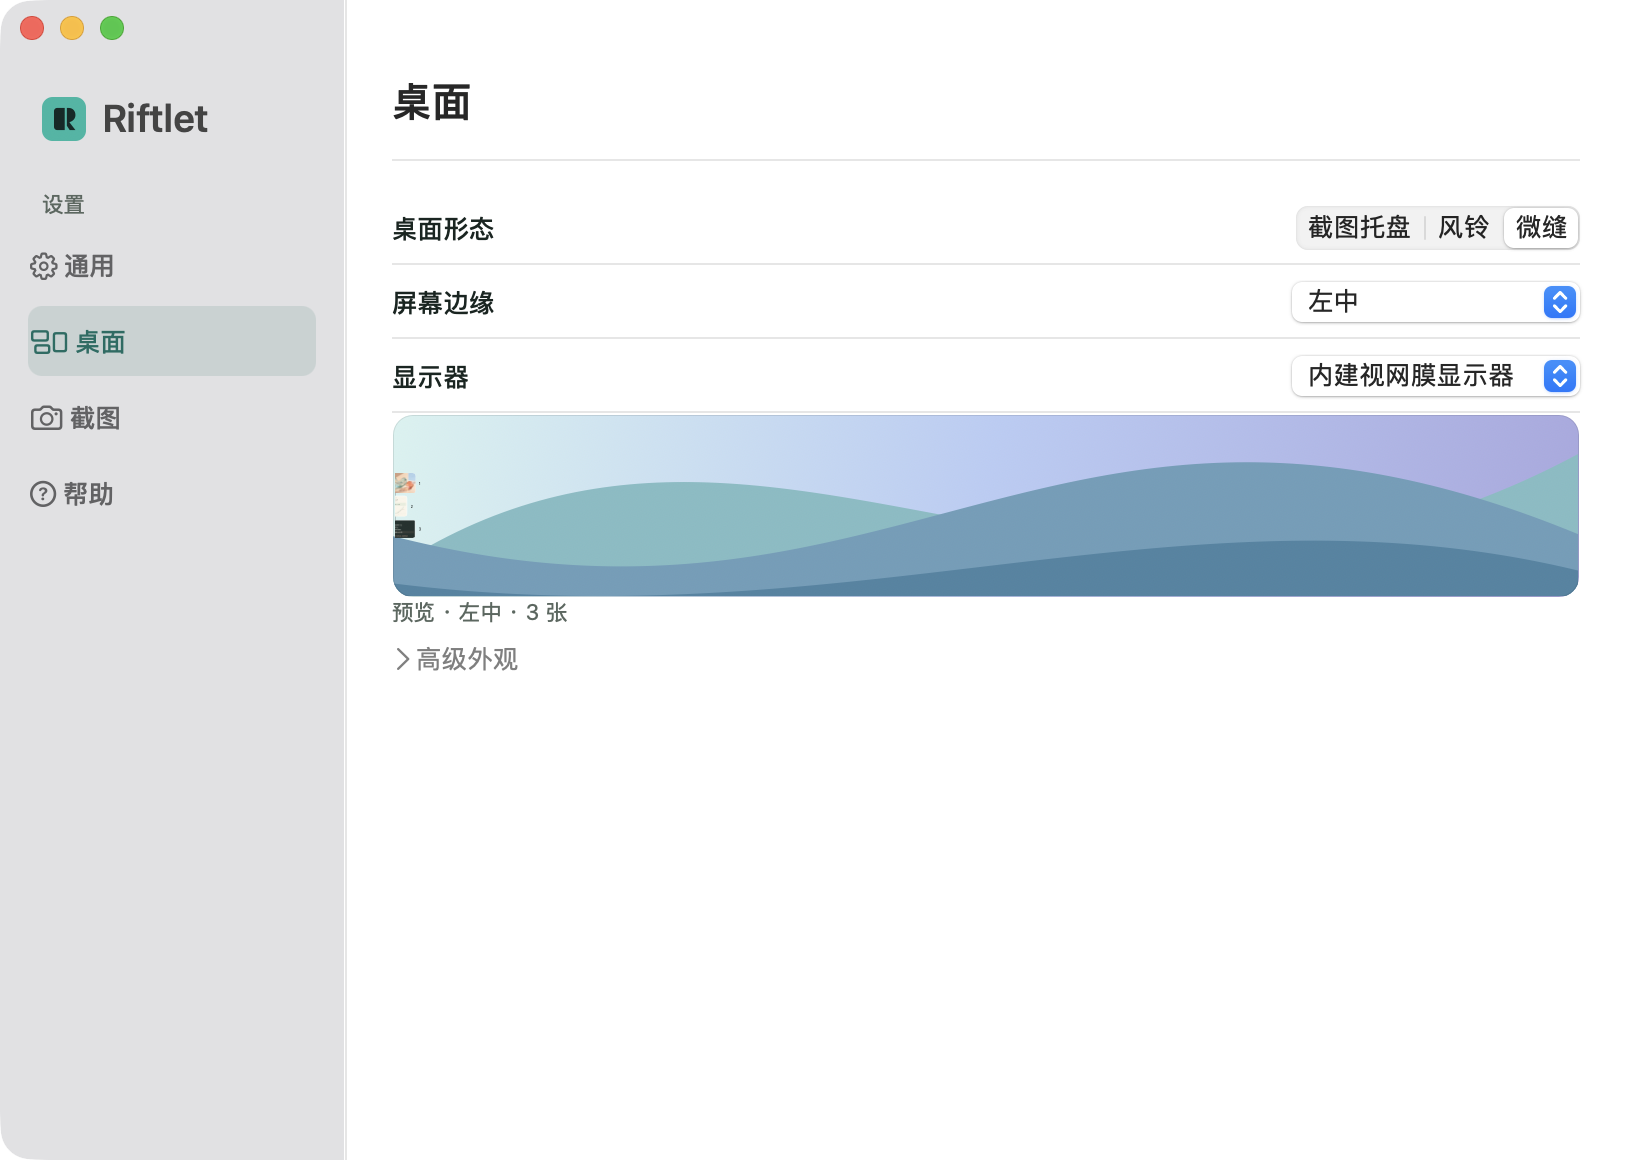 Riftlet
设置
通用
桌面
截图
帮助
桌面
桌面形态
截图托盘 风铃 微缝
屏幕边缘
左中
显示器
内建视网膜显示器
预览 · 左中 · 3 张
高级外观